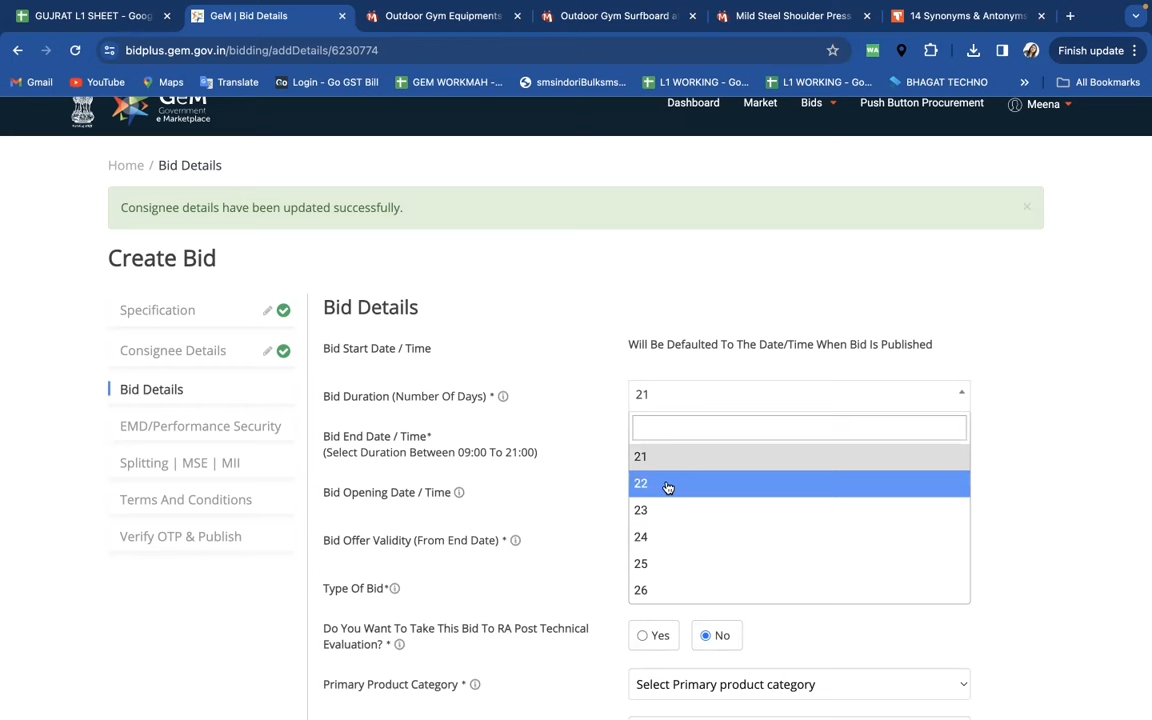 GUJRAT L1 SHEET - Goog
GeM | Bid Details
Outdoor Gym Equipments
Outdoor Gym Surfboard a
Mild Steel Shoulder Press
14 Synonyms & Antonyms
bidplus.gem.gov.in/bidding/addDetails/6230774
WA
Finish update
Gmail
YouTube
Maps
Translate
Co Login - Go GST Bill
GEM WORKMAH -...
smsindoriBulksms...
L1 WORKING - Go...
L1 WORKING - Go...
BHAGAT TECHNO
»
All Bookmarks
GeM
Government
e Marketplace
Dashboard
Market
Bids
Push Button Procurement
Meena
Home / Bid Details
Consignee details have been updated successfully.
×
Create Bid
Specification
Consignee Details
Bid Details
EMD/Performance Security
Splitting | MSE | MII
Terms And Conditions
Verify OTP & Publish
Bid Details
Bid Start Date / Time
Will Be Defaulted To The Date/Time When Bid Is Published
Bid Duration (Number Of Days) *
21
Bid End Date / Time*
(Select Duration Between 09:00 To 21:00)
21
22
23
24
25
26
Bid Opening Date / Time
Bid Offer Validity (From End Date) *
Type Of Bid*
Do You Want To Take This Bid To RA Post Technical
Evaluation? *
Yes
No
Primary Product Category *
Select Primary product category